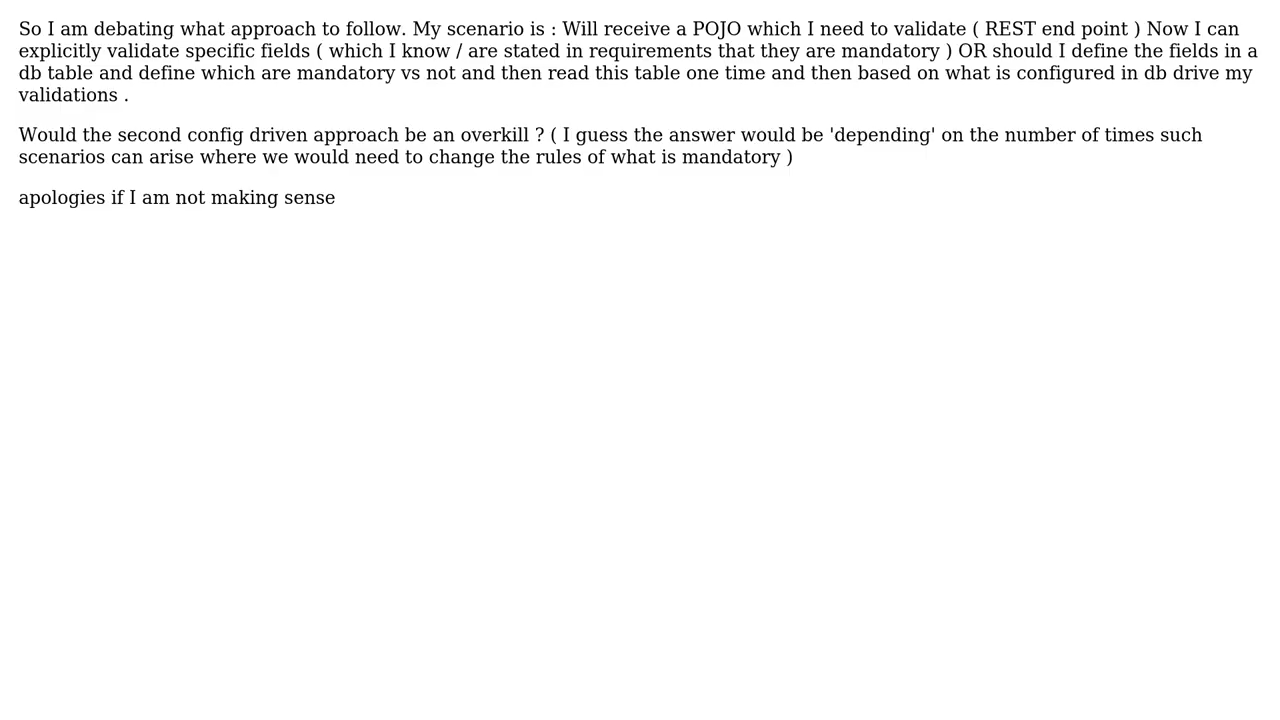 So I am debating what approach to follow. My scenario is : Will receive a POJO which I need to validate ( REST end point ) Now I can
explicitly validate specific fields ( which I know / are stated in requirements that they are mandatory ) OR should I define the fields in a
db table and define which are mandatory vs not and then read this table one time and then based on what is configured in db drive my
validations .
Would the second config driven approach be an overkill ? ( I guess the answer would be 'depending' on the number of times such
scenarios can arise where we would need to change the rules of what is mandatory )
apologies if I am not making sense